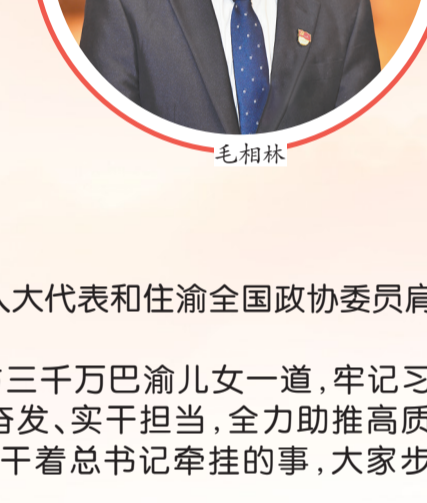 毛相林
人大代表和住渝全国政协委员肩
三千万巴渝儿女一道,牢记习
奋发、实干担当,全力助推高质
干着总书记牵挂的事,大家步